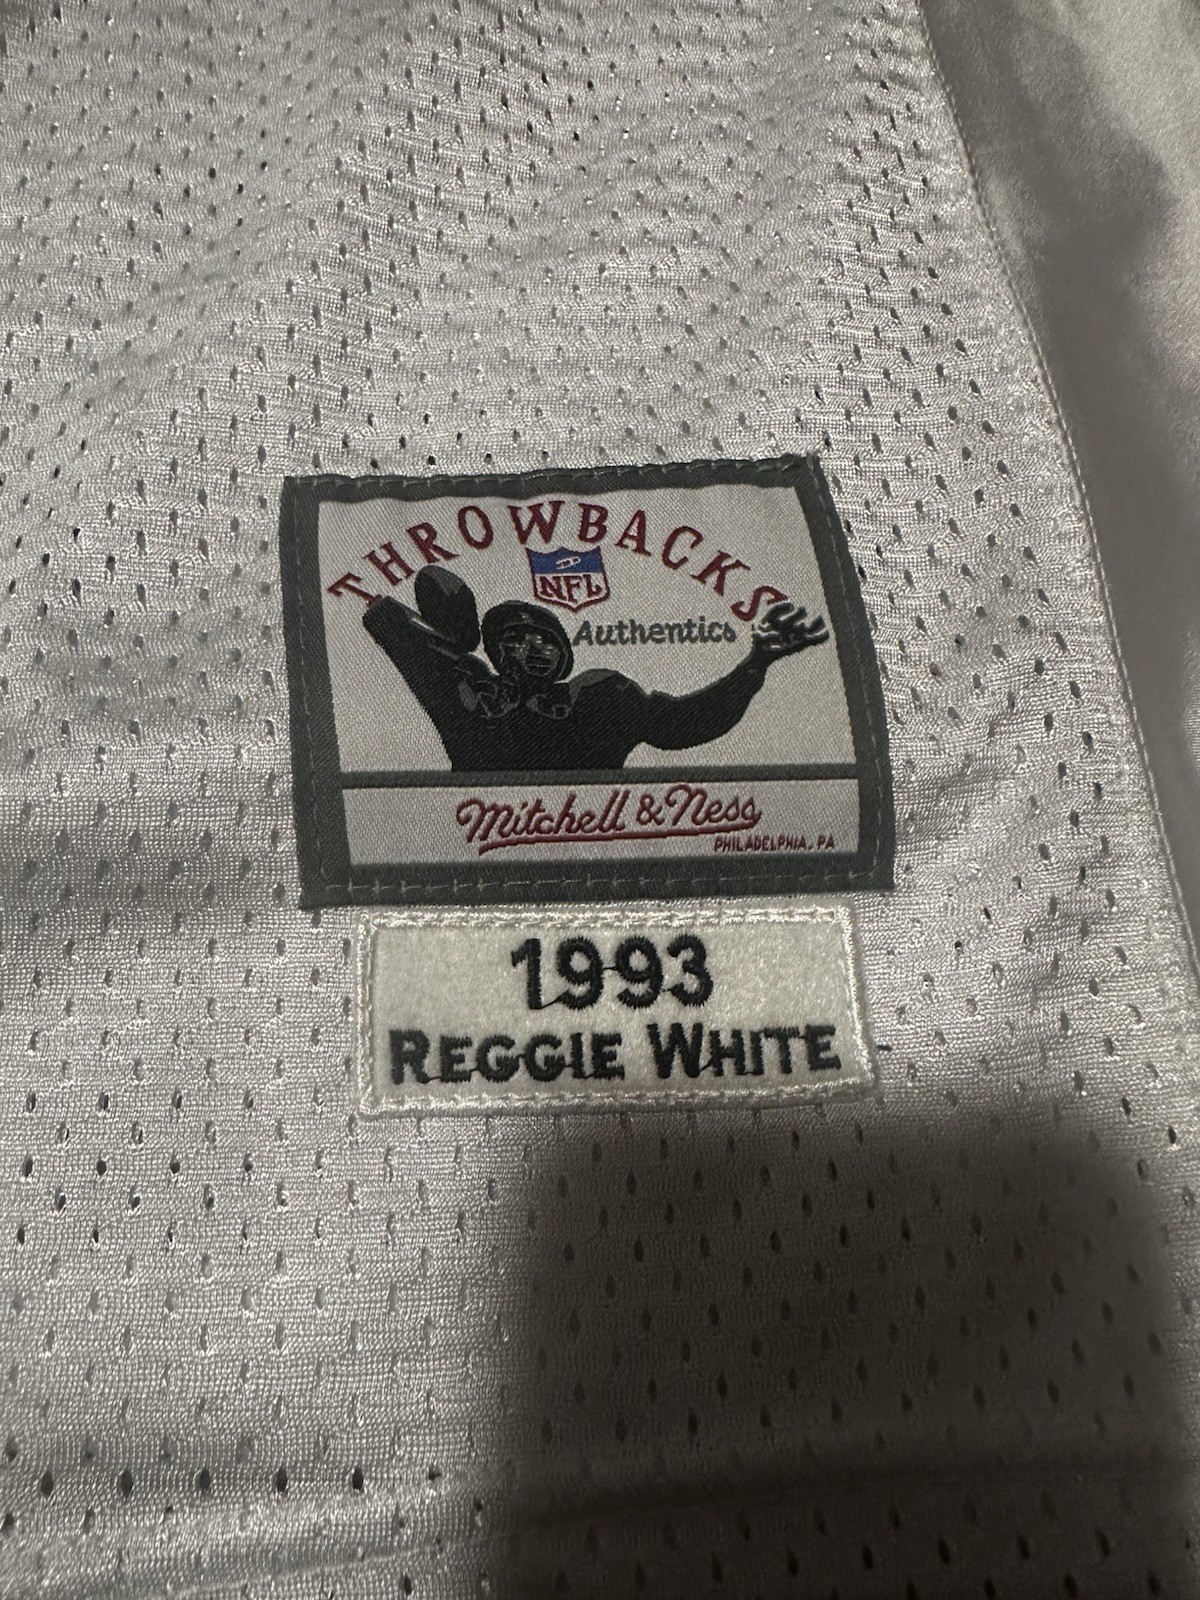 THROWBACKS
NFL
Authentics
Mitchell & Ness
PHILADELPHIA, PA
1993
REGGIE WHITE